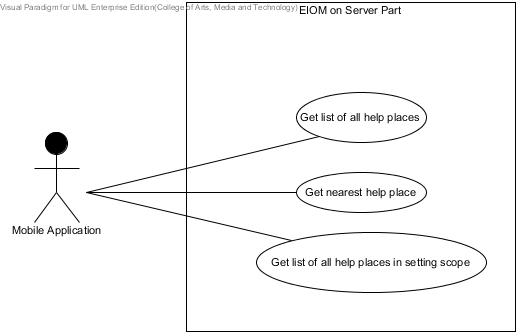 Visual Paradigm for UML Enterprise Edition(College of Arts, Media and Technology)
EIOM on Server Part
Get list of all help places
Get nearest help place
Mobile Application
Get list of all help places in setting scope